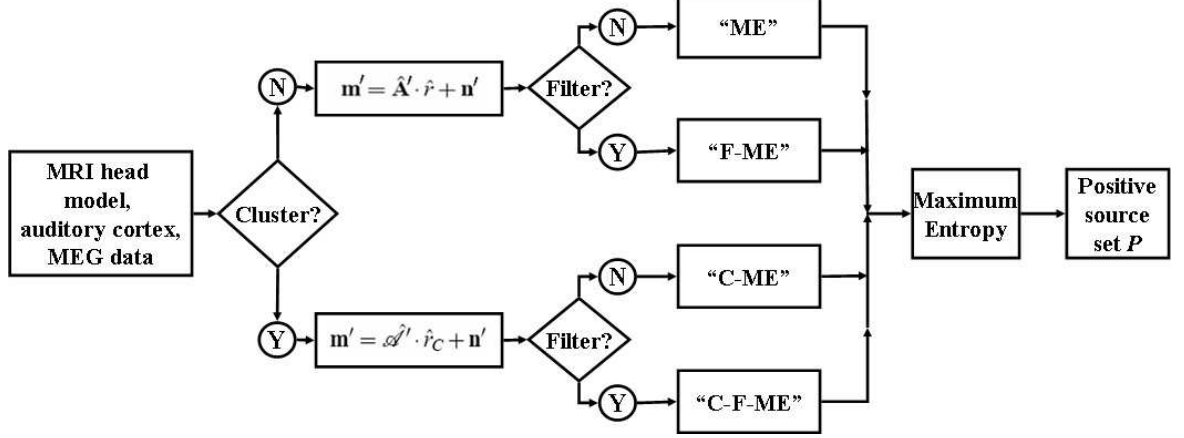 MRI head
model,
auditory cortex,
MEG data
Cluster?
N
m′ = Â′ · r̂ + n′
Filter?
N
“ME”
Y
“F-ME”
Y
m′ = 𝒜̂′ · r̂_C + n′
Filter?
N
“C-ME”
Y
“C-F-ME”
Maximum
Entropy
Positive
source
set P